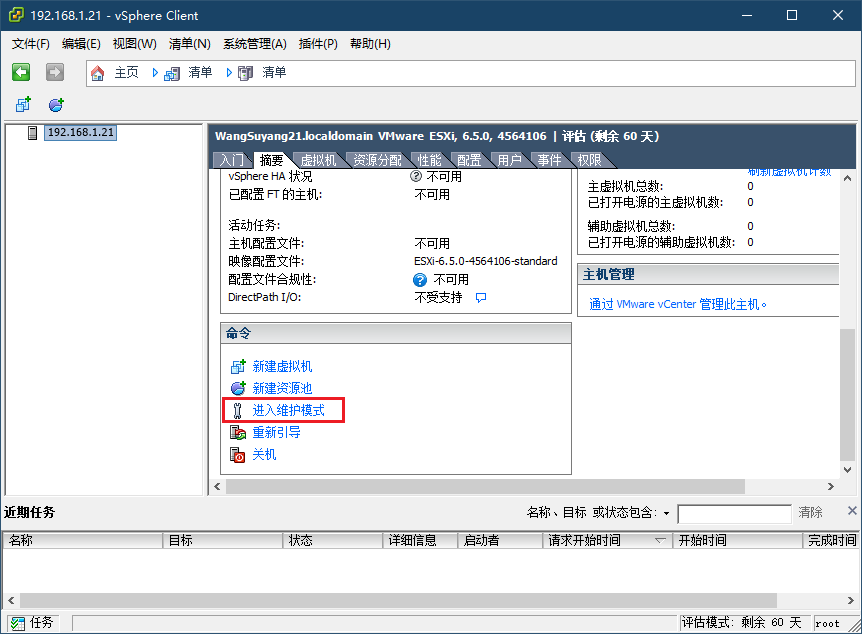 192.168.1.21 - vSphere Client
文件(F) 编辑(E) 视图(W) 清单(N) 系统管理(A) 插件(P) 帮助(H)
主页 清单 清单
192.168.1.21
WangSuyang21.localdomain VMware ESXi, 6.5.0, 4564106 | 评估 (剩余 60 天)
入门 摘要 虚拟机 资源分配 性能 配置 用户 事件 权限
vSphere HA 状况 不可用
已配置 FT 的主机: 不可用
活动任务:
主机配置文件: 不可用
映像配置文件: ESXi-6.5.0-4564106-standard
配置文件合规性: 不可用
DirectPath I/O: 不受支持
刷新虚拟机计数
主虚拟机总数: 0
已打开电源的主虚拟机数: 0
辅助虚拟机总数: 0
已打开电源的辅助虚拟机数: 0
主机管理
通过 VMware vCenter 管理此主机。
命令
新建虚拟机
新建资源池
进入维护模式
重新引导
关机
近期任务 名称、目标 或状态包含: 清除
名称 目标 状态 详细信息 启动者 请求开始时间 开始时间 完成时间
任务 评估模式: 剩余 60 天 root